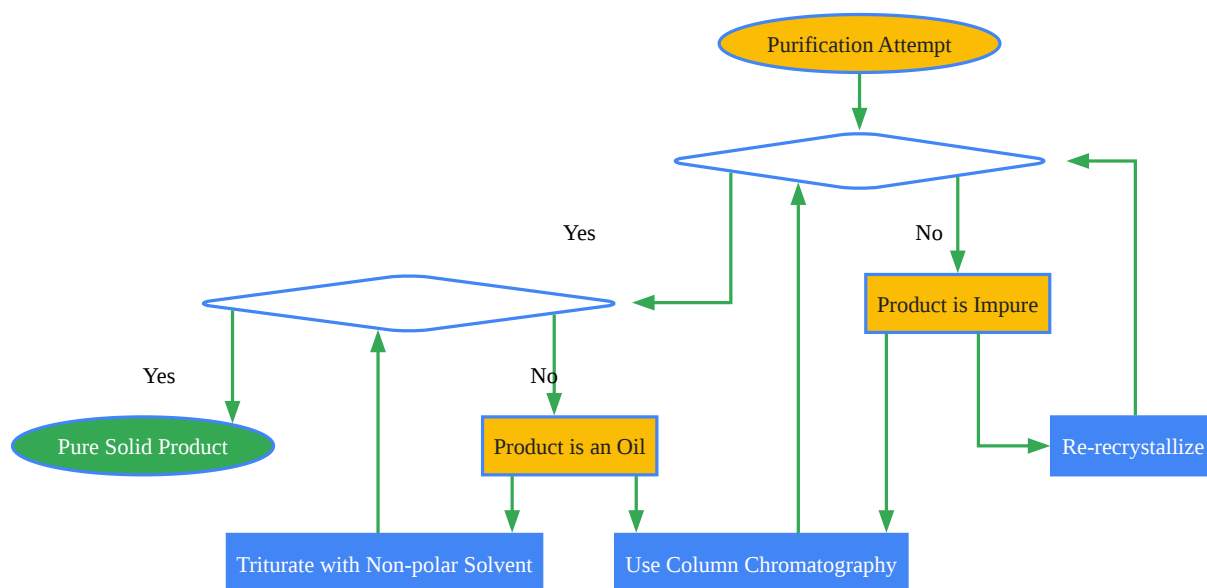 Purification Attempt
Yes
No
Product is Impure
Yes
No
Pure Solid Product
Product is an Oil
Re-recrystallize
Triturate with Non-polar Solvent
Use Column Chromatography